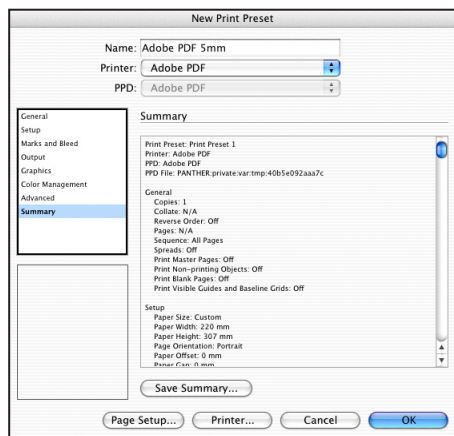 New Print Preset
Name: Adobe PDF 5mm
Printer: Adobe PDF
PPD: Adobe PDF
General
Setup
Marks and Bleed
Output
Graphics
Color Management
Advanced
Summary
Summary
Print Preset: Print Preset 1
Printer: Adobe PDF
PPD: Adobe PDF
PPD File: PANTHER:private:var:tmp:40b5e092aaa7c
General
Copies: 1
Collate: N/A
Reverse Order: Off
Pages: N/A
Sequence: All Pages
Spreads: Off
Print Master Pages: Off
Print Non-printing Objects: Off
Print Blank Pages: Off
Print Visible Guides and Baseline Grids: Off
Setup
Paper Size: Custom
Paper Width: 220 mm
Paper Height: 307 mm
Page Orientation: Portrait
Paper Offset: 0 mm
Paper Gap: 0 mm
Save Summary...
Page Setup... Printer... Cancel OK